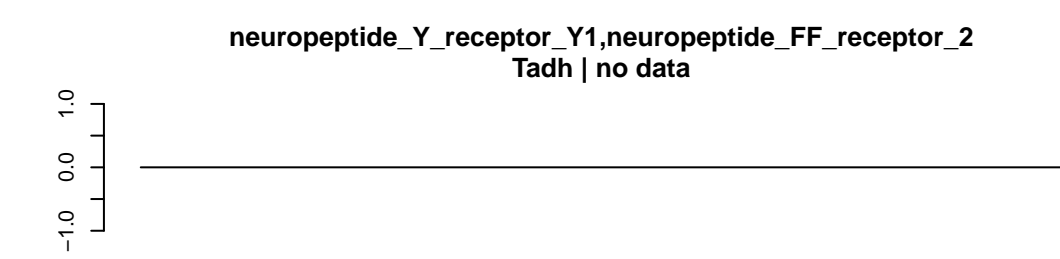 neuropeptide_Y_receptor_Y1,neuropeptide_FF_receptor_2
Tadh | no data
1.0
0.0
−1.0